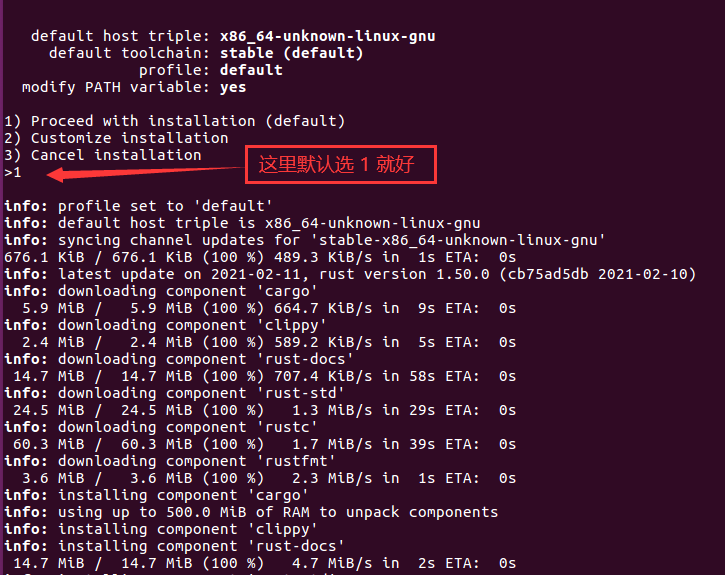 default host triple: x86_64-unknown-linux-gnu
default toolchain: stable (default)
profile: default
modify PATH variable: yes
1) Proceed with installation (default)
2) Customize installation
3) Cancel installation
>1
这里默认选 1 就好
info: profile set to 'default'
info: default host triple is x86_64-unknown-linux-gnu
info: syncing channel updates for 'stable-x86_64-unknown-linux-gnu'
676.1 KiB / 676.1 KiB (100 %) 489.3 KiB/s in  1s ETA:  0s
info: latest update on 2021-02-11, rust version 1.50.0 (cb75ad5db 2021-02-10)
info: downloading component 'cargo'
5.9 MiB /   5.9 MiB (100 %) 664.7 KiB/s in  9s ETA:  0s
info: downloading component 'clippy'
2.4 MiB /   2.4 MiB (100 %) 589.2 KiB/s in  5s ETA:  0s
info: downloading component 'rust-docs'
14.7 MiB /  14.7 MiB (100 %) 707.4 KiB/s in 58s ETA:  0s
info: downloading component 'rust-std'
24.5 MiB /  24.5 MiB (100 %)   1.3 MiB/s in 29s ETA:  0s
info: downloading component 'rustc'
60.3 MiB /  60.3 MiB (100 %)   1.7 MiB/s in 39s ETA:  0s
info: downloading component 'rustfmt'
3.6 MiB /   3.6 MiB (100 %)   2.3 MiB/s in  1s ETA:  0s
info: installing component 'cargo'
info: using up to 500.0 MiB of RAM to unpack components
info: installing component 'clippy'
info: installing component 'rust-docs'
14.7 MiB /  14.7 MiB (100 %)   4.7 MiB/s in  2s ETA:  0s